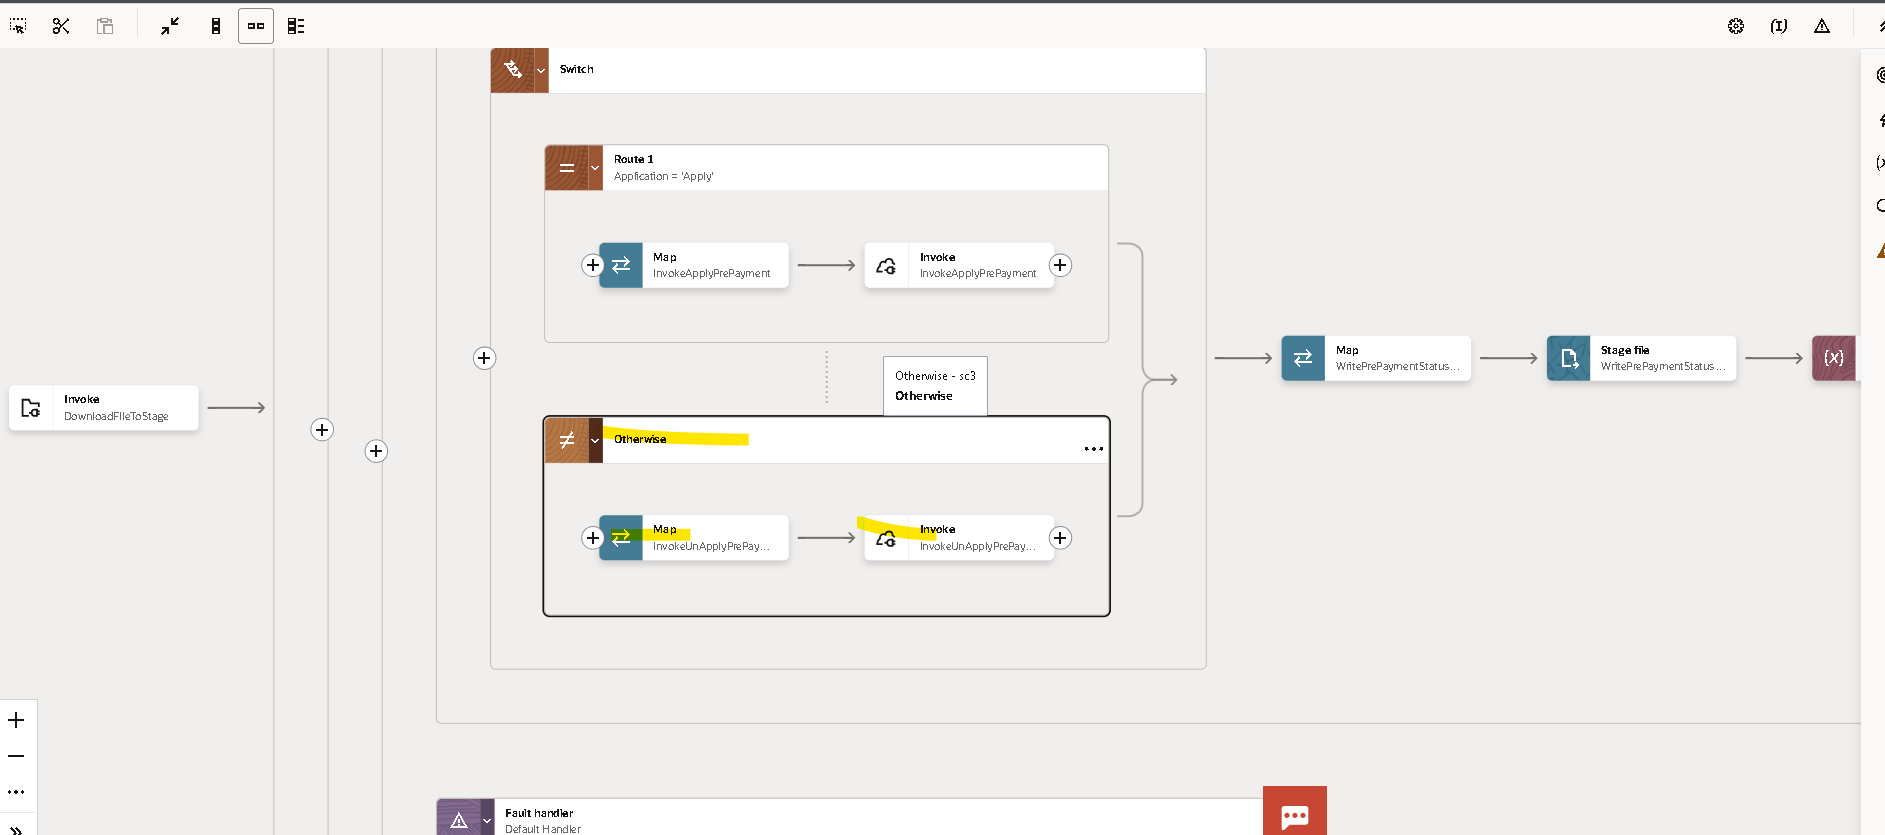 Switch
Route 1
Application = 'Apply'
Map
InvokeApplyPrePayment
Invoke
InvokeApplyPrePayment
Map
WritePrePaymentStatus...
Stage file
WritePrePaymentStatus...
{x}
Otherwise - sc3
Otherwise
Invoke
DownloadFileToStage
Otherwise
Map
InvokeUnApplyPrePay...
Invoke
InvokeUnApplyPrePay...
Fault handler
Default Handler